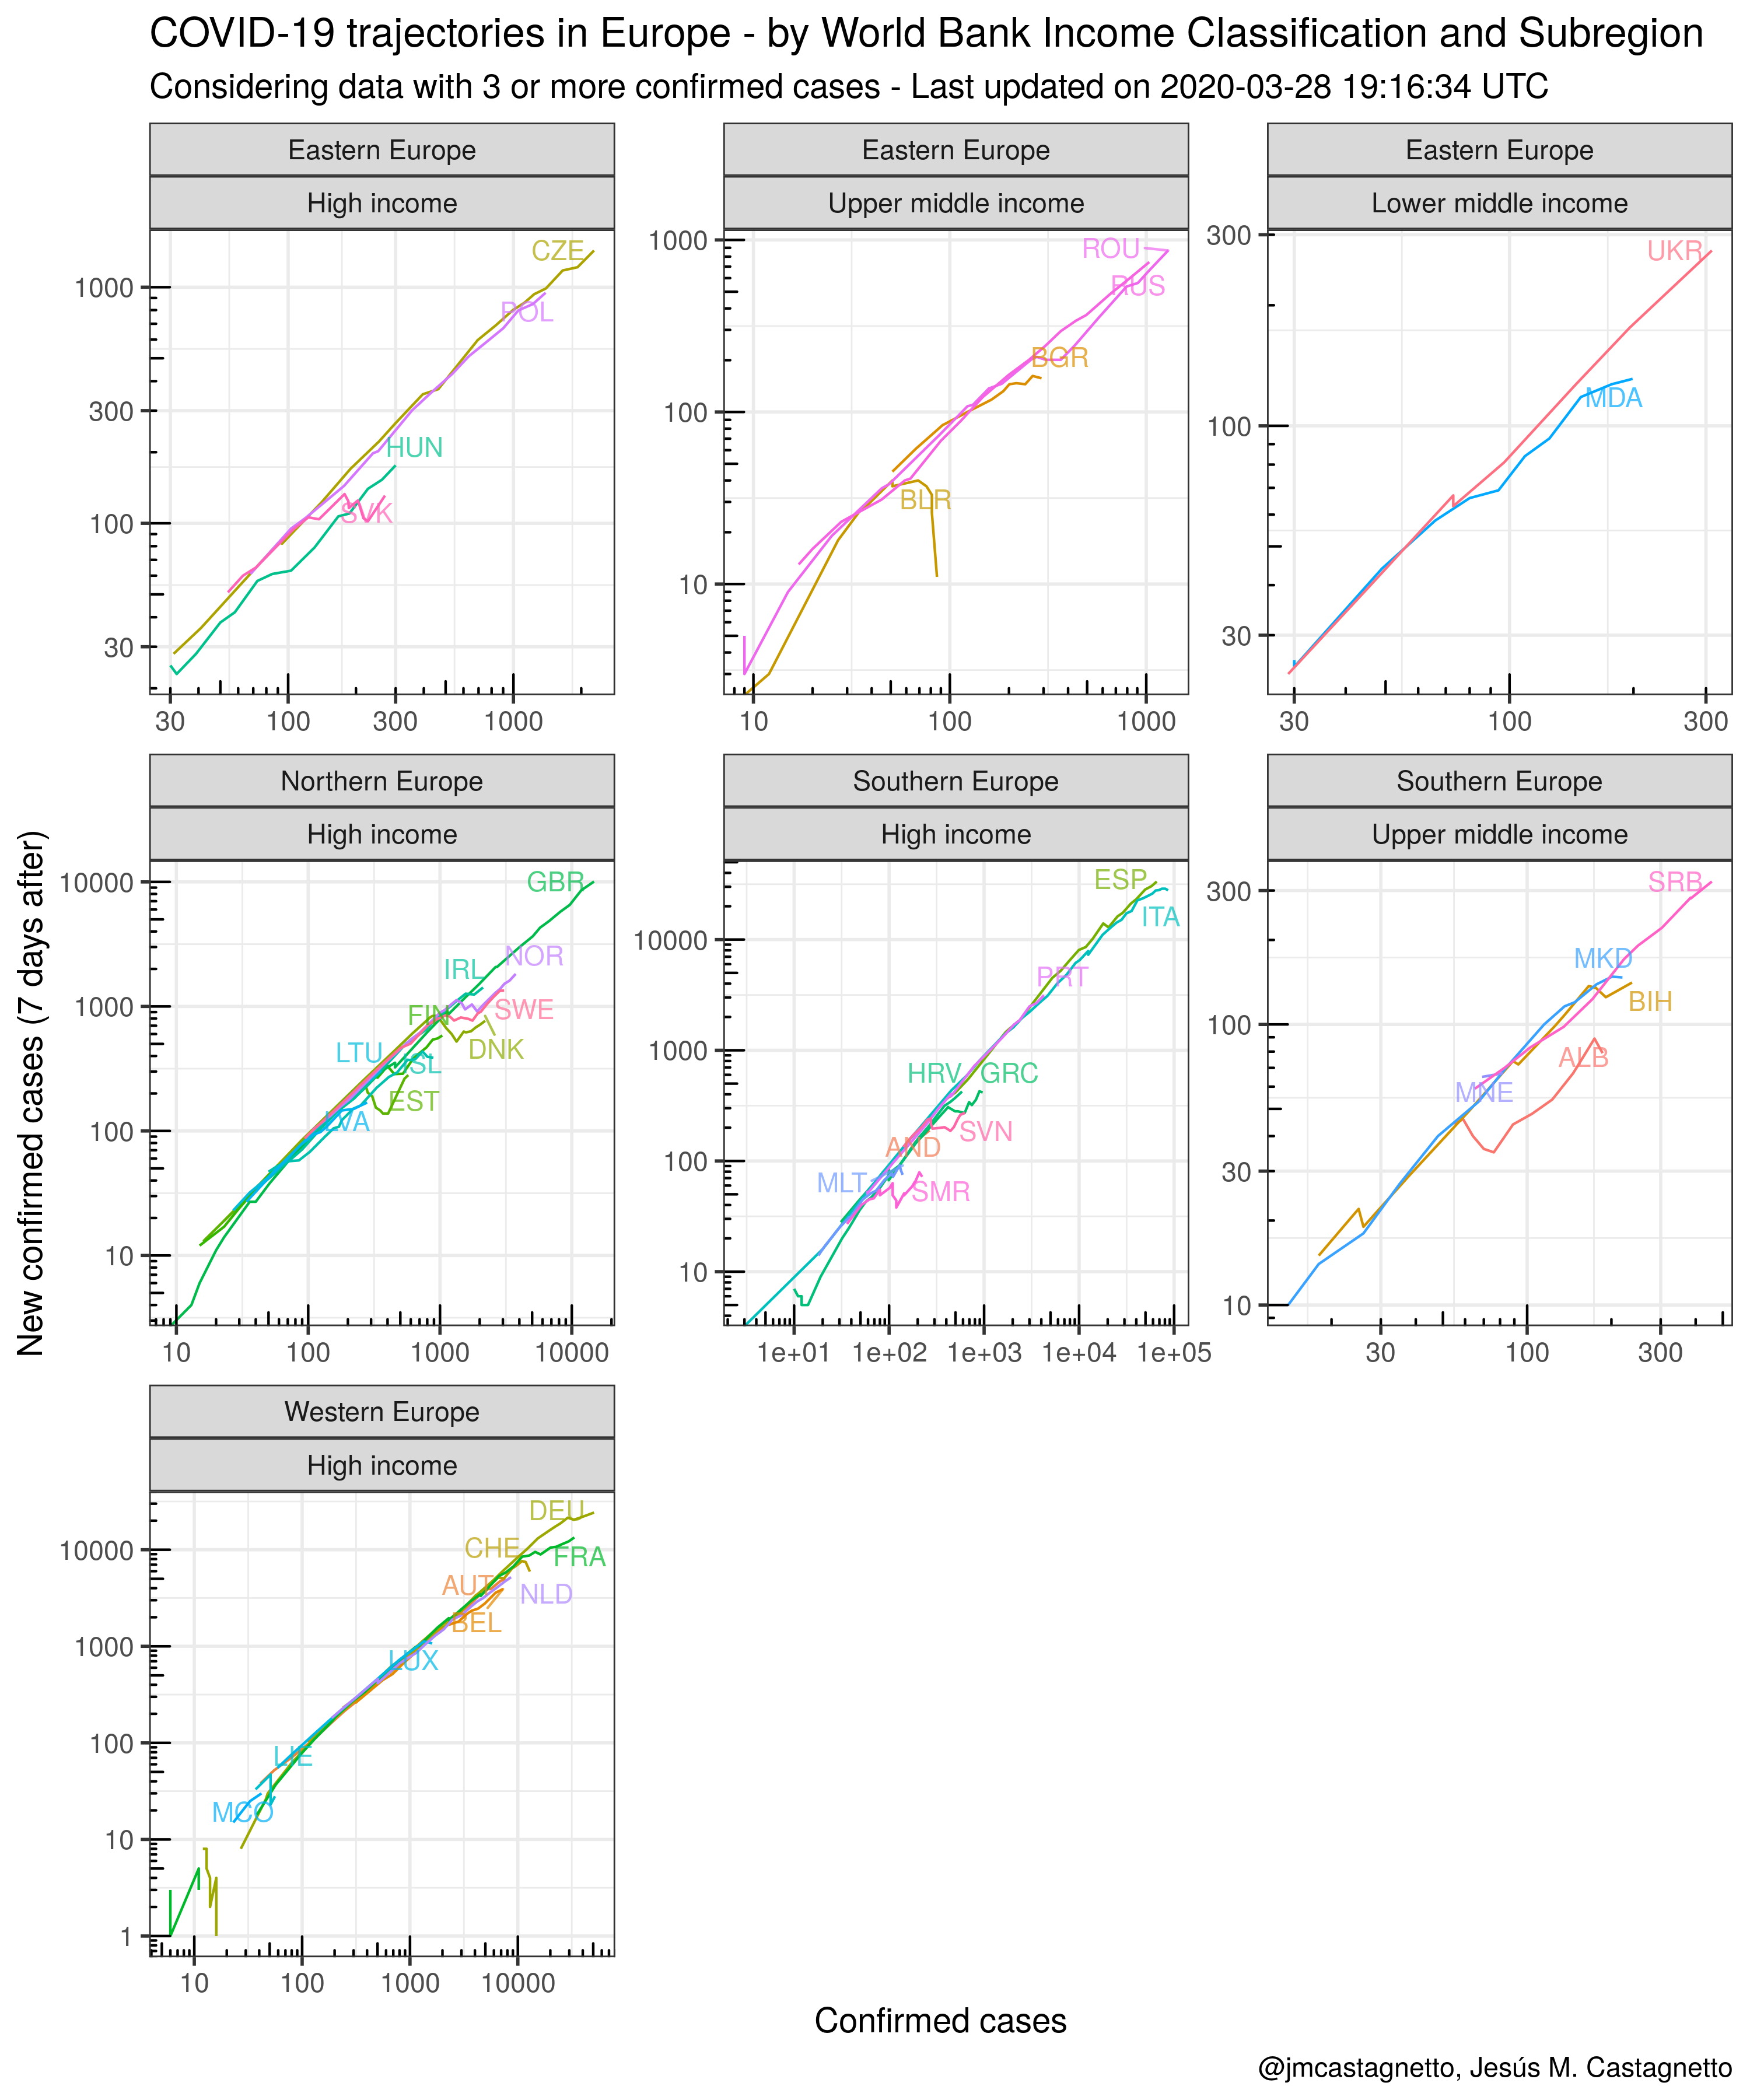 COVID-19 trajectories in Europe - by World Bank Income Classification and Subregion
Considering data with 3 or more confirmed cases - Last updated on 2020-03-28 19:16:34 UTC
Eastern Europe
High income
1000
300
100
30
CZE
POL
HUN
SVK
30 100 300 1000
Eastern Europe
Upper middle income
1000
100
10
ROU
RUS
BGR
BLR
10 100 1000
Eastern Europe
Lower middle income
300
100
30
UKR
MDA
30 100 300
New confirmed cases (7 days after)
Northern Europe
High income
10000
1000
100
10
GBR
NOR
IRL
SWE
FIN
DNK
LTU
ISL
EST
LVA
10 100 1000 10000
Southern Europe
High income
10000
1000
100
10
ESP
ITA
PRT
HRV GRC
SVN
AND
MLT
SMR
1e+01 1e+02 1e+03 1e+04 1e+05
Southern Europe
Upper middle income
300
100
30
10
SRB
MKD
BIH
ALB
MNE
30 100 300
Western Europe
High income
10000
1000
100
10
1
DEU
CHE
FRA
AUT
NLD
BEL
LUX
LIE
MCO
10 100 1000 10000
Confirmed cases
@jmcastagnetto, Jesús M. Castagnetto